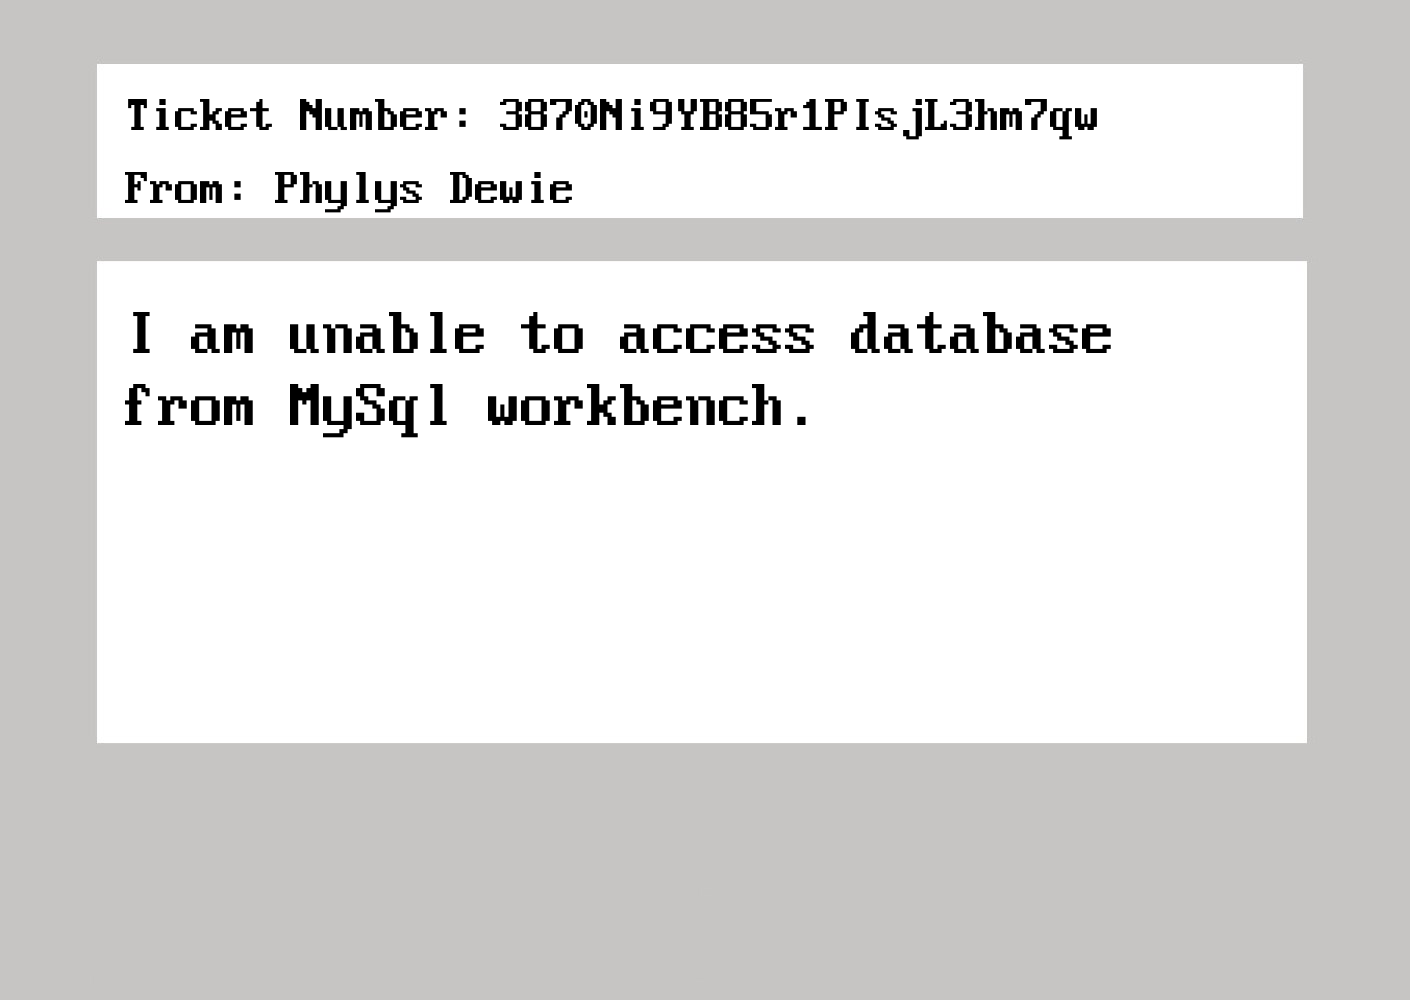 Ticket Number: 3870Ni9YB85r1PIsjL3hm7qw
From: Phylys Dewie
I am unable to access database
from MySql workbench.